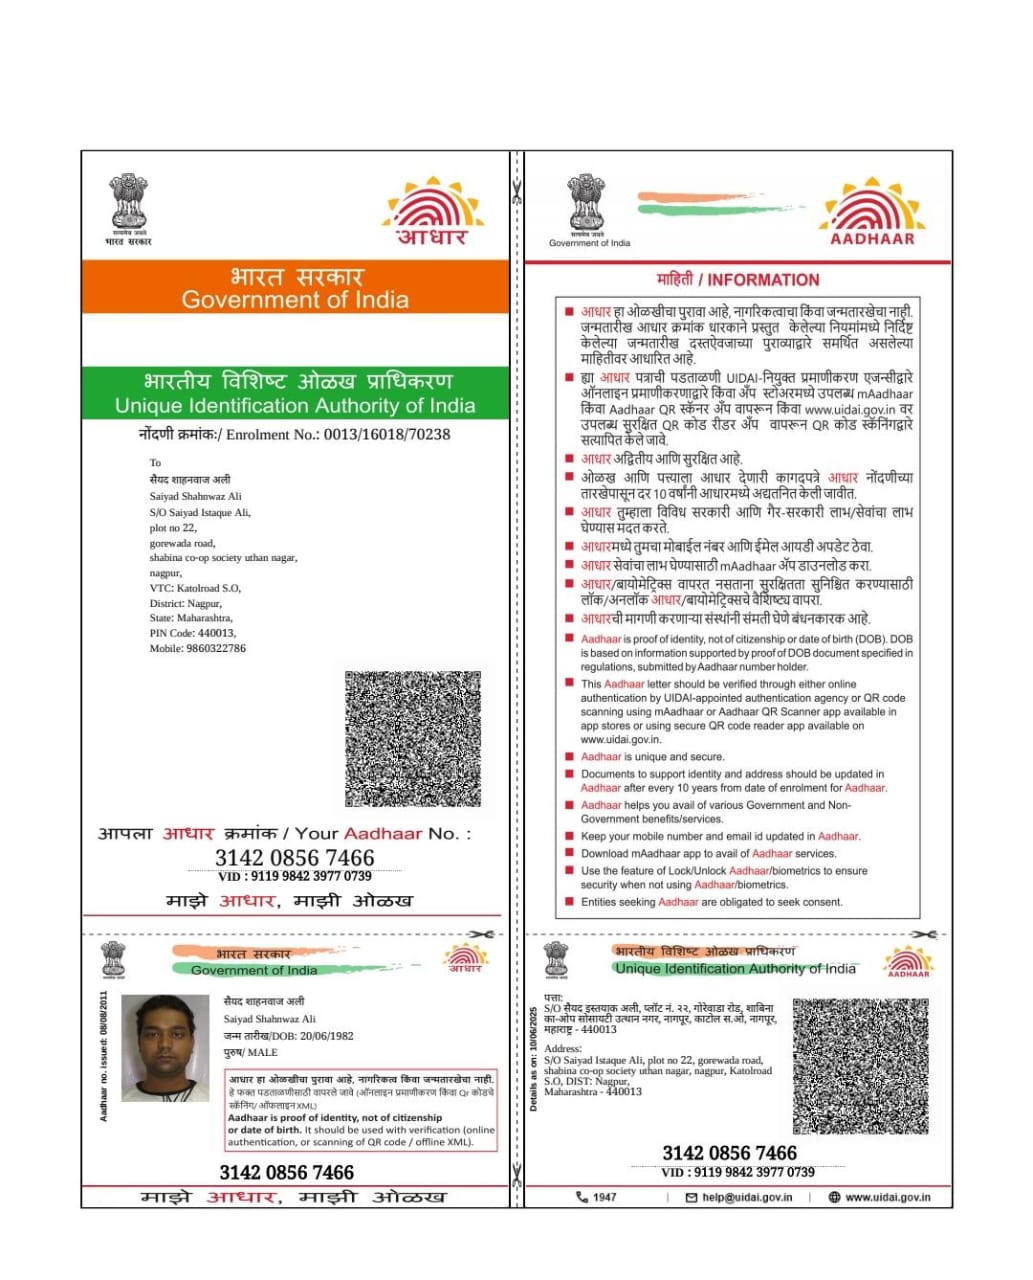 सत्यमेव जयते
भारत सरकार
आधार
भारत सरकार
Government of India
भारतीय विशिष्ट ओळख प्राधिकरण
Unique Identification Authority of India
नोंदणी क्रमांक:/ Enrolment No.: 0013/16018/70238
To
सैयद शाहनवाज अली
Saiyad Shahnwaz Ali
S/O Saiyad Istaque Ali,
plot no 22,
gorewada road,
shabina co-op society uthan nagar,
nagpur,
VTC: Katolroad S.O,
District: Nagpur,
State: Maharashtra,
PIN Code: 440013,
Mobile: 9860322786
आपला आधार क्रमांक / Your Aadhaar No. :
3142 0856 7466
VID : 9119 9842 3977 0739
माझे आधार, माझी ओळख
सत्यमेव जयते
Government of India
AADHAAR
माहिती / INFORMATION
आधार हा ओळखीचा पुरावा आहे, नागरिकत्वाचा किंवा जन्मतारखेचा नाही.
जन्मतारीख आधार क्रमांक धारकाने प्रस्तुत केलेल्या नियमांमध्ये निर्दिष्ट
केलेल्या जन्मतारीख दस्तऐवजाच्या पुराव्याद्वारे समर्थित असलेल्या
माहितीवर आधारित आहे.
ह्या आधार पत्राची पडताळणी UIDAI-नियुक्त प्रमाणीकरण एजन्सीद्वारे
ऑनलाइन प्रमाणीकरणाद्वारे किंवा अँप स्टोअरमध्ये उपलब्ध mAadhaar
किंवा Aadhaar QR स्कॅनर अँप वापरून किंवा www.uidai.gov.in वर
उपलब्ध सुरक्षित QR कोड रीडर अँप वापरून QR कोड स्कॅनिंगद्वारे
सत्यापित केले जावे.
आधार अद्वितीय आणि सुरक्षित आहे.
ओळख आणि पत्त्याला आधार देणारी कागदपत्रे आधार नोंदणीच्या
तारखेपासून दर 10 वर्षांनी आधारमध्ये अद्यतनित केली जावीत.
आधार तुम्हाला विविध सरकारी आणि गैर-सरकारी लाभ/सेवांचा लाभ
घेण्यास मदत करते.
आधारमध्ये तुमचा मोबाईल नंबर आणि ईमेल आयडी अपडेट ठेवा.
आधार सेवांचा लाभ घेण्यासाठी mAadhaar अँप डाउनलोड करा.
आधार/बायोमेट्रिक्स वापरत नसताना सुरक्षितता सुनिश्चित करण्यासाठी
लॉक/अनलॉक आधार/बायोमेट्रिक्सचे वैशिष्ट्य वापरा.
आधारची मागणी करणाऱ्या संस्थांनी संमती घेणे बंधनकारक आहे.
Aadhaar is proof of identity, not of citizenship or date of birth (DOB). DOB
is based on information supported by proof of DOB document specified in
regulations, submitted by Aadhaar number holder.
This Aadhaar letter should be verified through either online
authentication by UIDAI-appointed authentication agency or QR code
scanning using mAadhaar or Aadhaar QR Scanner app available in
app stores or using secure QR code reader app available on
www.uidai.gov.in.
Aadhaar is unique and secure.
Documents to support identity and address should be updated in
Aadhaar after every 10 years from date of enrolment for Aadhaar.
Aadhaar helps you avail of various Government and Non-
Government benefits/services.
Keep your mobile number and email id updated in Aadhaar.
Download mAadhaar app to avail of Aadhaar services.
Use the feature of Lock/Unlock Aadhaar/biometrics to ensure
security when not using Aadhaar/biometrics.
Entities seeking Aadhaar are obligated to seek consent.
भारत सरकार
Government of India
आधार
Aadhaar no. issued: 08/08/2011
सैयद शाहनवाज अली
Saiyad Shahnwaz Ali
जन्म तारीख/DOB: 20/06/1982
पुरुष/ MALE
आधार हा ओळखीचा पुरावा आहे, नागरिकत्व किंवा जन्मतारखेचा नाही.
हे फक्त पडताळणीसाठी वापरले जावे (ऑनलाइन प्रमाणीकरण किंवा Qr कोडचे
स्कॅनिंग/ ऑफलाइन XML)
Aadhaar is proof of identity, not of citizenship
or date of birth. It should be used with verification (online
authentication, or scanning of QR code / offline XML).
3142 0856 7466
माझे आधार, माझी ओळख
भारतीय विशिष्ट ओळख प्राधिकरण
Unique Identification Authority of India
AADHAAR
Details as on: 10/06/2025
पत्ता:
S/O सैयद इस्तयाक अली, प्लॉट नं. २२, गोरेवाडा रोड, शाबिना
को-ओप सोसायटी उत्थान नगर, नागपूर, काटोल स.ओ, नागपूर,
महाराष्ट्र - 440013
Address:
S/O Saiyad Istaque Ali, plot no 22, gorewada road,
shabina co-op society uthan nagar, nagpur, Katolroad
S.O, DIST: Nagpur,
Maharashtra - 440013
3142 0856 7466
VID : 9119 9842 3977 0739
1947 | help@uidai.gov.in | www.uidai.gov.in